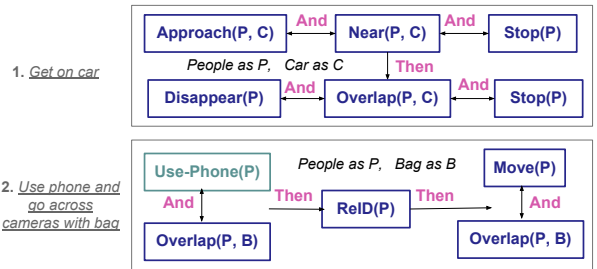 Approach(P, C) And Near(P, C) And Stop(P)
1. Get on car
People as P, Car as C Then
Disappear(P) And Overlap(P, C) And Stop(P)
2. Use phone and
go across
cameras with bag
Use-Phone(P) People as P, Bag as B Move(P)
And Then ReID(P) Then And
Overlap(P, B) Overlap(P, B)